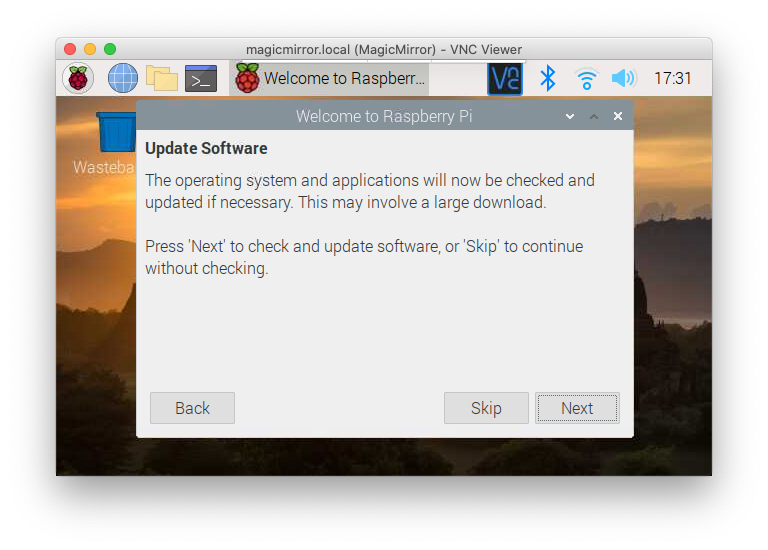 magicmirror.local (MagicMirror) - VNC Viewer
>_ Welcome to Raspberr... VNC 17:31
Welcome to Raspberry Pi
Update Software
Wasteba
The operating system and applications will now be checked and
updated if necessary. This may involve a large download.
Press 'Next' to check and update software, or 'Skip' to continue
without checking.
Back Skip Next